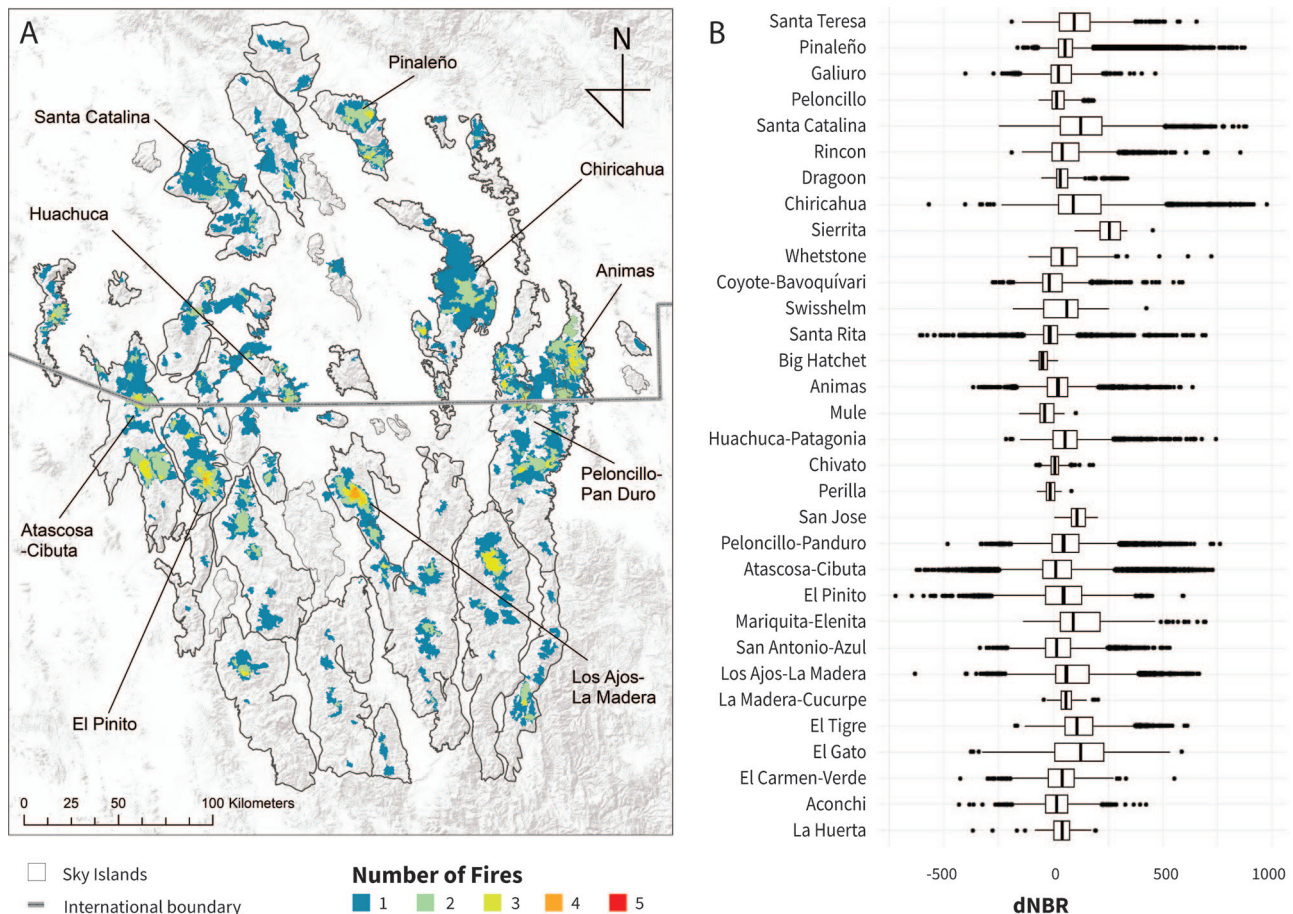 A
N
Pinaleño
Santa Catalina
Chiricahua
Huachuca
Animas
Peloncillo-
Pan Duro
Atascosa
-Cibuta
Los Ajos-
La Madera
El Pinito
0 25 50 100 Kilometers
Sky Islands
International boundary
Number of Fires
1 2 3 4 5
B
Santa Teresa
Pinaleño
Galiuro
Peloncillo
Santa Catalina
Rincon
Dragoon
Chiricahua
Sierrita
Whetstone
Coyote-Bavoquívari
Swisshelm
Santa Rita
Big Hatchet
Animas
Mule
Huachuca-Patagonia
Chivato
Perilla
San Jose
Peloncillo-Panduro
Atascosa-Cibuta
El Pinito
Mariquita-Elenita
San Antonio-Azul
Los Ajos-La Madera
La Madera-Cucurpe
El Tigre
El Gato
El Carmen-Verde
Aconchi
La Huerta
-500 0 500 1000
dNBR